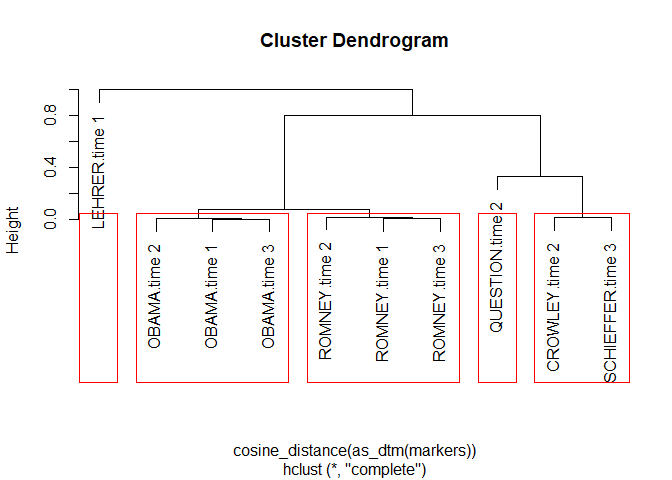 Cluster Dendrogram
Height
0.0
0.4
0.8
LEHRER.time 1
OBAMA.time 2
OBAMA.time 1
OBAMA.time 3
ROMNEY.time 2
ROMNEY.time 1
ROMNEY.time 3
QUESTION.time 2
CROWLEY.time 2
SCHIEFFER.time 3
cosine_distance(as_dtm(markers))
hclust (*, "complete")